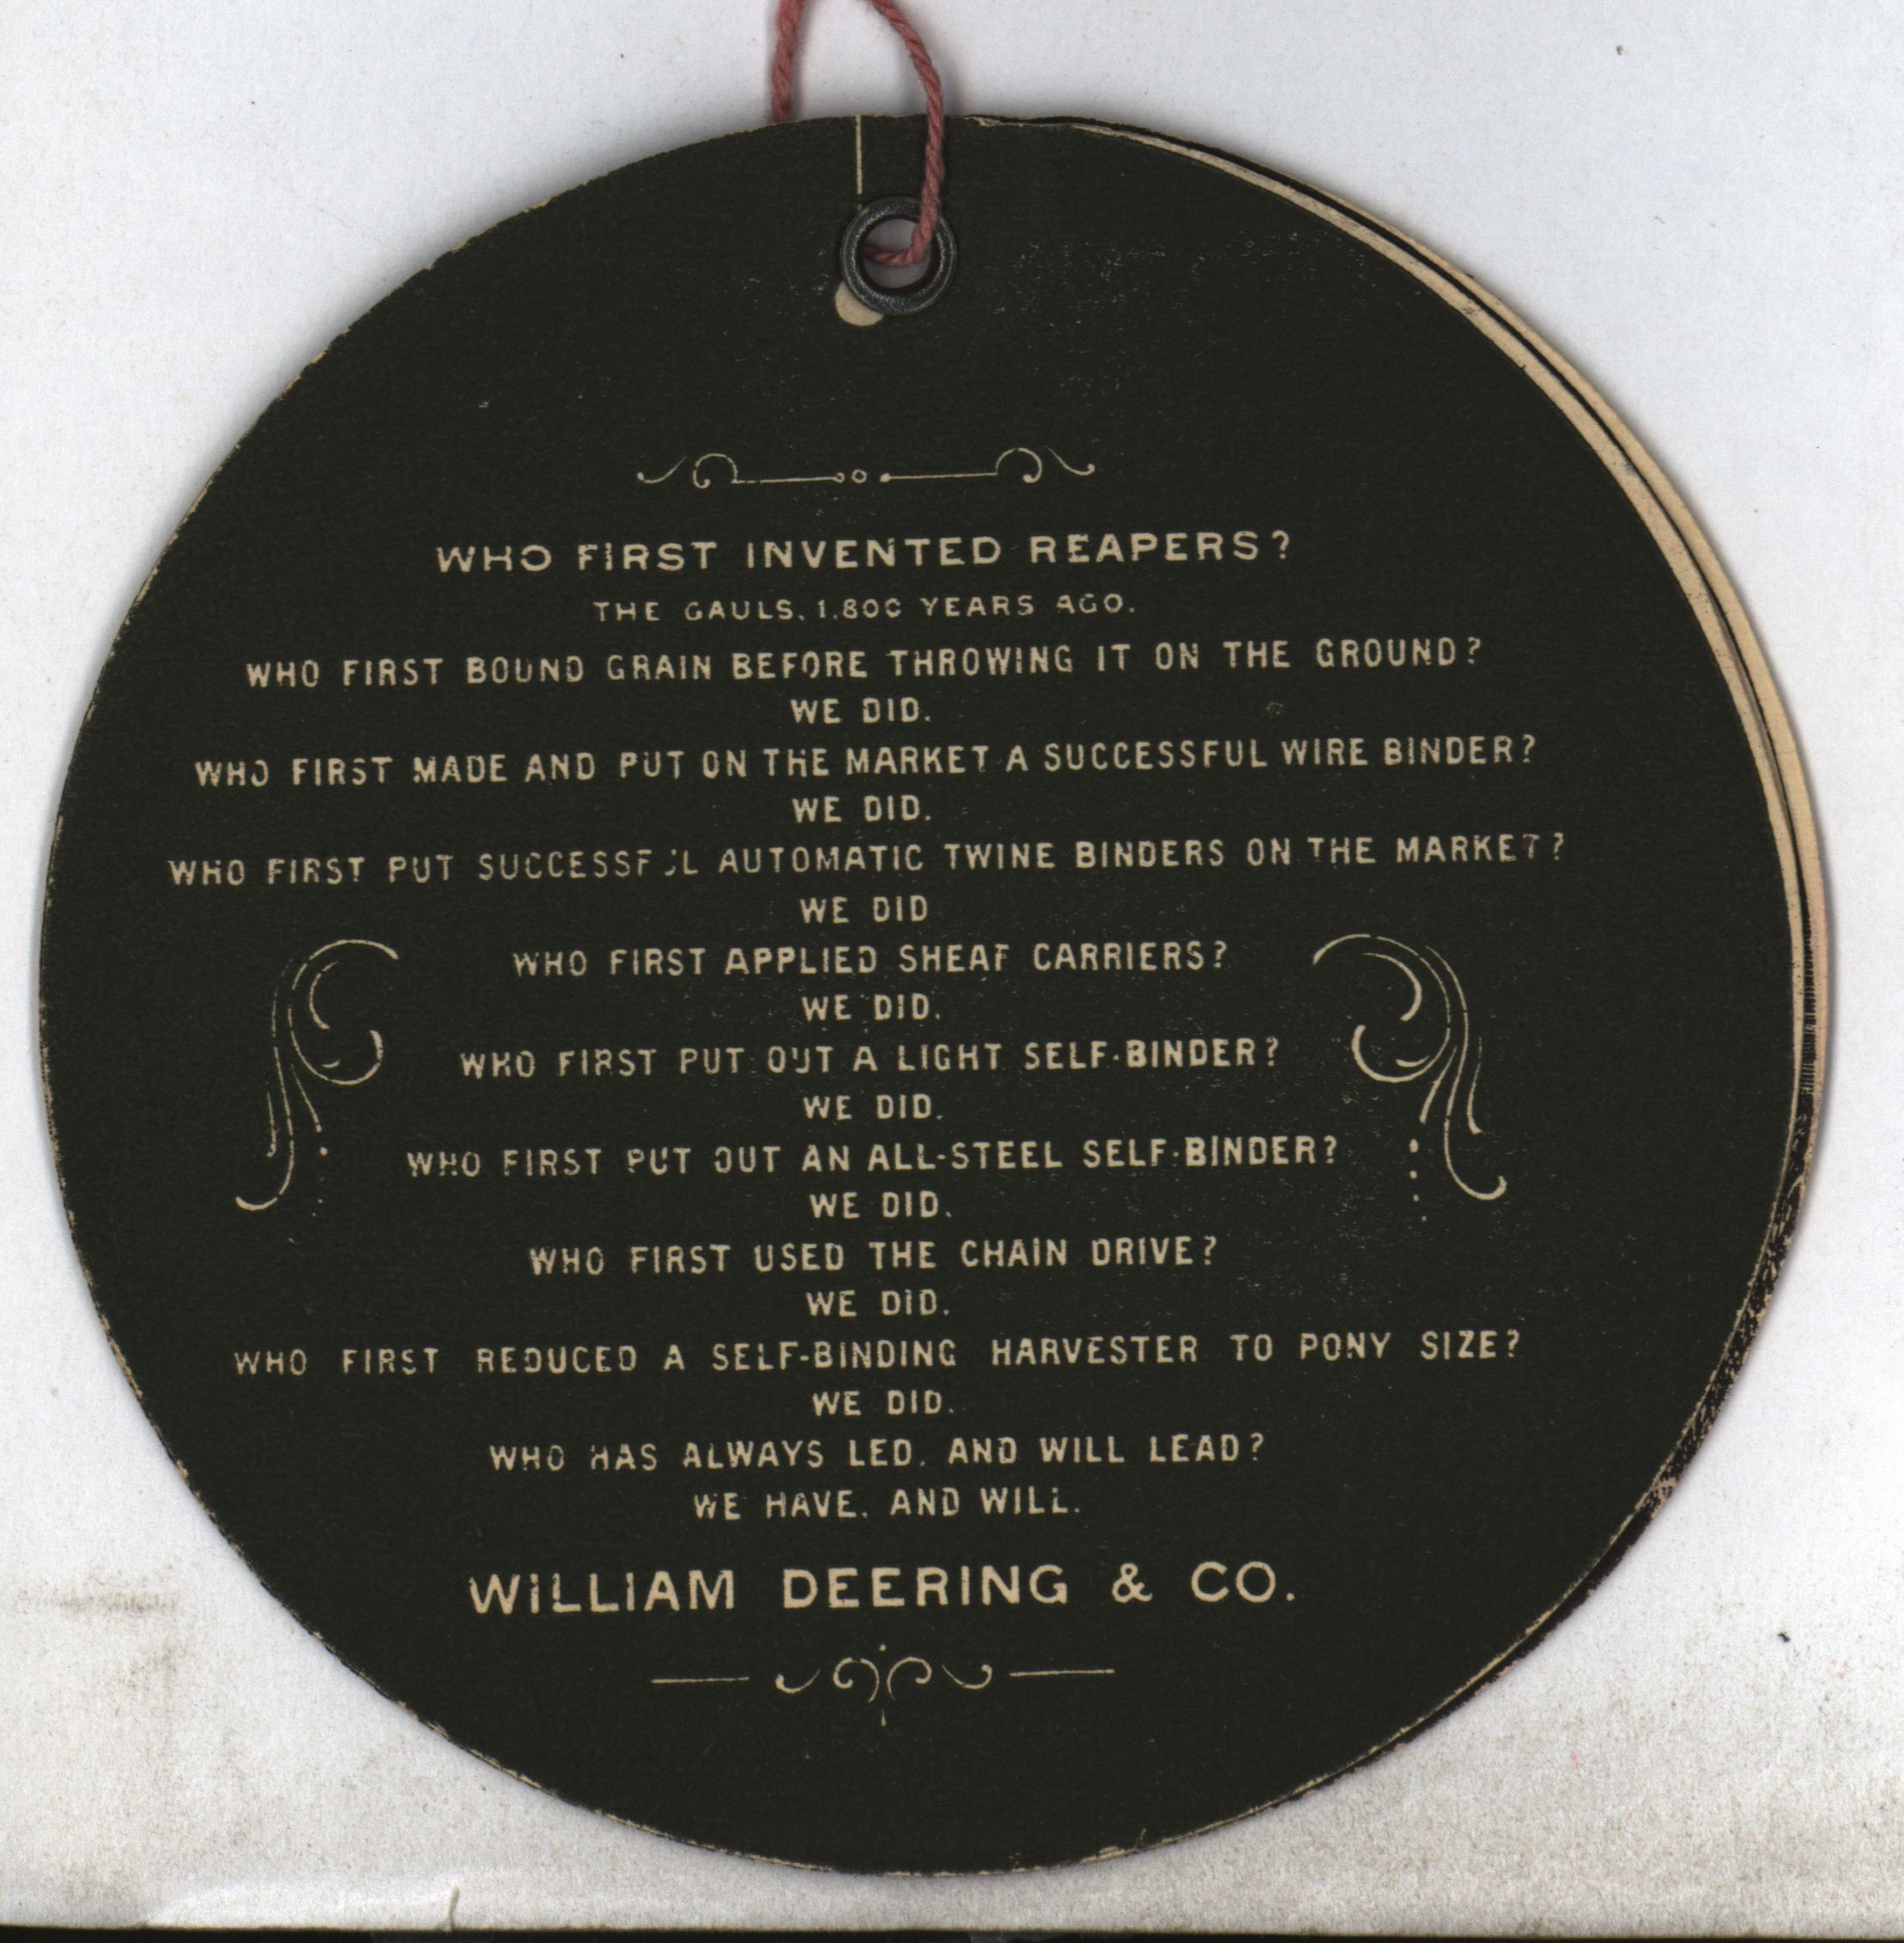 WHO FIRST INVENTED REAPERS?
THE GAULS, 1,800 YEARS AGO.
WHO FIRST BOUND GRAIN BEFORE THROWING IT ON THE GROUND?
WE DID.
WHO FIRST MADE AND PUT ON THE MARKET A SUCCESSFUL WIRE BINDER?
WE DID.
WHO FIRST PUT SUCCESSFUL AUTOMATIC TWINE BINDERS ON THE MARKET?
WE DID
WHO FIRST APPLIED SHEAF CARRIERS?
WE DID.
WHO FIRST PUT OUT A LIGHT SELF-BINDER?
WE DID.
WHO FIRST PUT OUT AN ALL-STEEL SELF-BINDER?
WE DID.
WHO FIRST USED THE CHAIN DRIVE?
WE DID.
WHO FIRST REDUCED A SELF-BINDING HARVESTER TO PONY SIZE?
WE DID.
WHO HAS ALWAYS LED, AND WILL LEAD?
WE HAVE, AND WILL.
WILLIAM DEERING & CO.